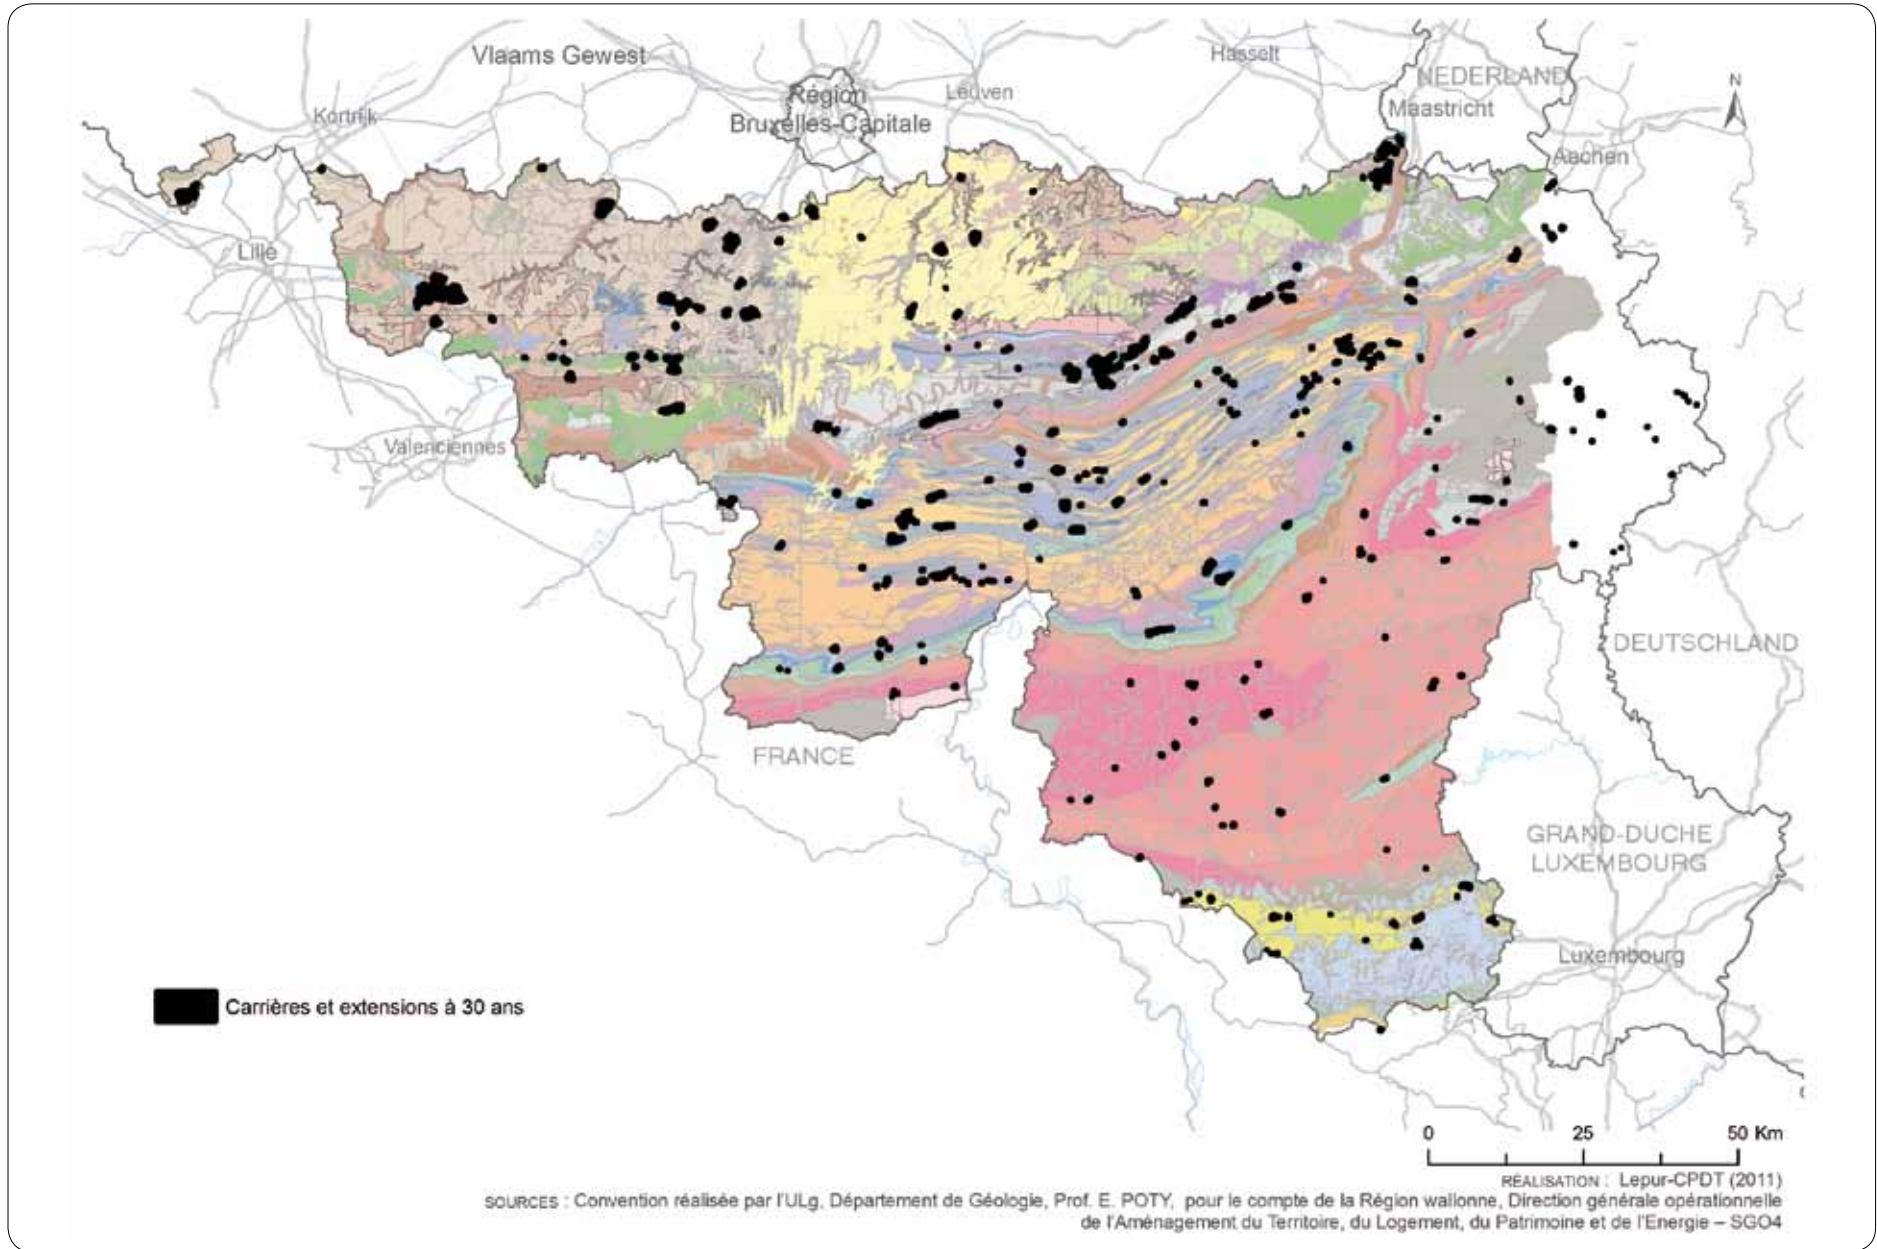 Vlaams Gewest
Hasselt
NEDERLAND
N
Région
Bruxelles-Capitale
Leuven
Maastricht
Kortrijk
Aachen
Lille
Valenciennes
DEUTSCHLAND
FRANCE
GRAND-DUCHE
LUXEMBOURG
Luxembourg
Carrières et extensions à 30 ans
0 25 50 Km
RÉALISATION : Lepur-CPDT (2011)
SOURCES : Convention réalisée par l'ULg, Département de Géologie, Prof. E. POTY, pour le compte de la Région wallonne, Direction générale opérationnelle
de l'Aménagement du Territoire, du Logement, du Patrimoine et de l'Energie – SGO4